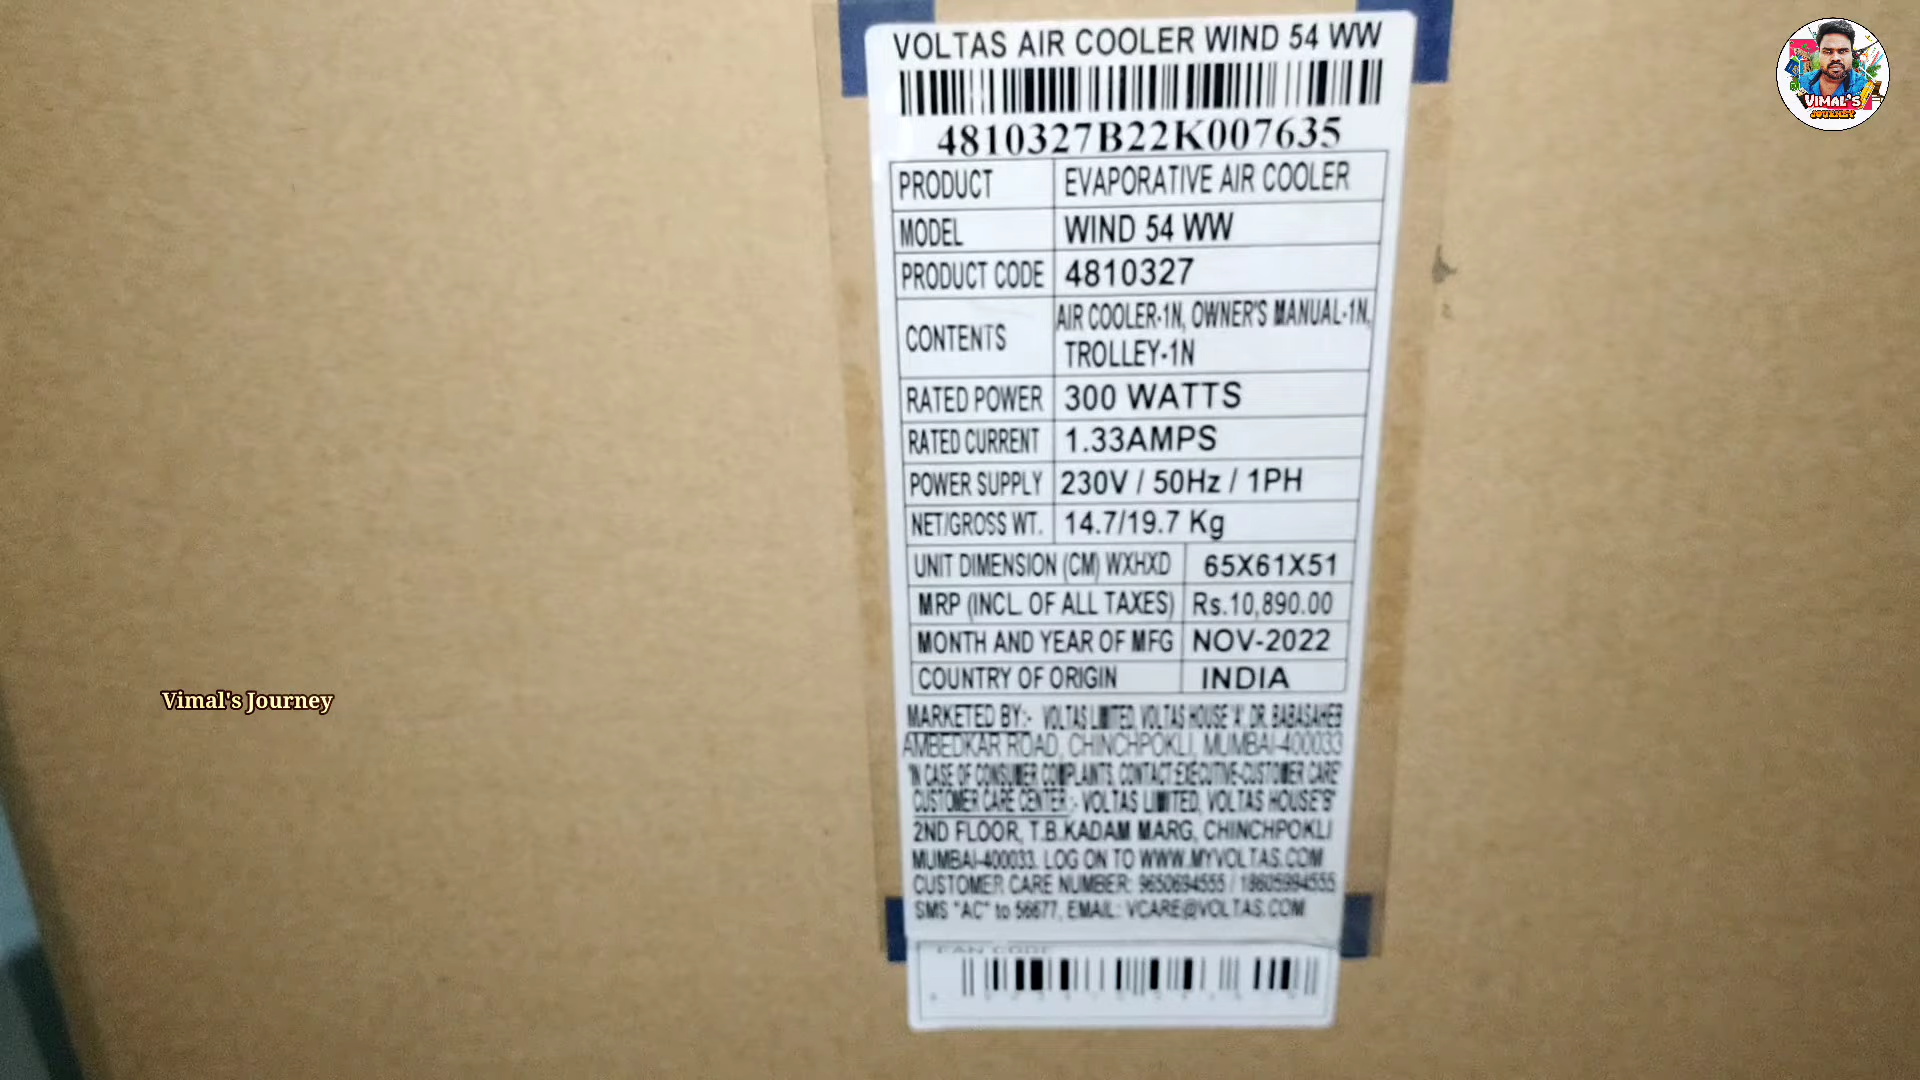 VOLTAS AIR COOLER WIND 54 WW
4810327B22K007635
PRODUCT EVAPORATIVE AIR COOLER
MODEL WIND 54 WW
PRODUCT CODE 4810327
CONTENTS AIR COOLER-1N, OWNER'S MANUAL-1N,
TROLLEY-1N
RATED POWER 300 WATTS
RATED CURRENT 1.33AMPS
POWER SUPPLY 230V / 50Hz / 1PH
NET/GROSS WT. 14.7/19.7 Kg
UNIT DIMENSION (CM) WXHXD 65X61X51
MRP (INCL. OF ALL TAXES) Rs.10,890.00
MONTH AND YEAR OF MFG NOV-2022
COUNTRY OF ORIGIN INDIA
MARKETED BY:- VOLTAS LIMITED, VOLTAS HOUSE 'A', DR. BABASAHEB
AMBEDKAR ROAD, CHINCHPOKLI, MUMBAI-400033
"IN CASE OF CONSUMER COMPLAINTS, CONTACT:EXECUTIVE-CUSTOMER CARE"
CUSTOMER CARE CENTER:- VOLTAS LIMITED, VOLTAS HOUSE"B"
2ND FLOOR, T.B.KADAM MARG, CHINCHPOKLI
MUMBAI-400033. LOG ON TO WWW.MYVOLTAS.COM
CUSTOMER CARE NUMBER: 9650694555 / 18605994555
SMS "AC" to 56677, EMAIL: VCARE@VOLTAS.COM
EAN CODE
VIMAL'S
JOURNEY
Vimal's Journey